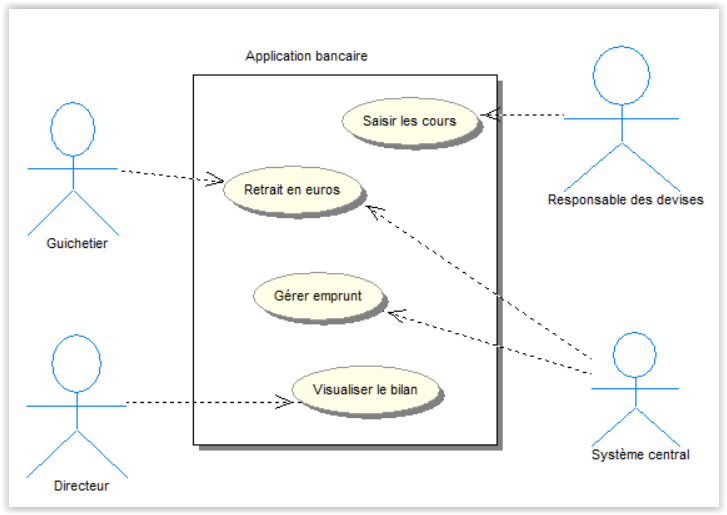 Application bancaire
Saisir les cours
Retrait en euros
Responsable des devises
Guichetier
Gérer emprunt
Visualiser le bilan
Système central
Directeur